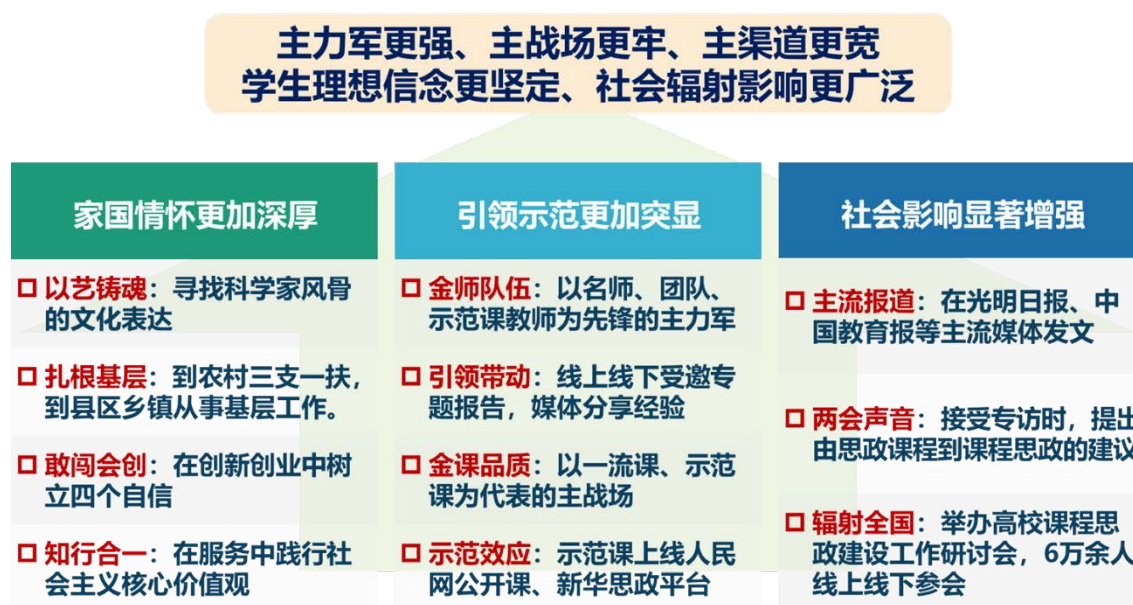 主力军更强、主战场更牢、主渠道更宽
学生理想信念更坚定、社会辐射影响更广泛
家国情怀更加深厚
以艺铸魂：寻找科学家风骨
的文化表达
扎根基层：到农村三支一扶，
到县区乡镇从事基层工作。
敢闯会创：在创新创业中树
立四个自信
知行合一：在服务中践行社
会主义核心价值观
引领示范更加突显
金师队伍：以名师、团队、
示范课教师为先锋的主力军
引领带动：线上线下受邀专
题报告，媒体分享经验
金课品质：以一流课、示范
课为代表的主战场
示范效应：示范课上线人民
网公开课、新华思政平台
社会影响显著增强
主流报道：在光明日报、中
国教育报等主流媒体发文
两会声音：接受专访时，提出
由思政课程到课程思政的建议
辐射全国：举办高校课程思
政建设工作研讨会，6万余人
线上线下参会